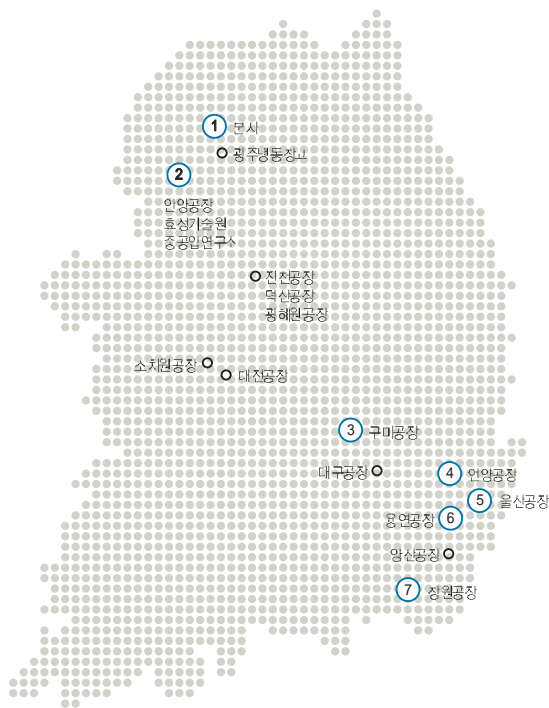 1 본사
광주냉동창고
2
안양공장
효성기술원
중공업연구소
진천공장
덕산공장
광혜원공장
조치원공장
대전공장
3 구미공장
대구공장
4 언양공장
5 울산공장
용연공장 6
양산공장
7 창원공장